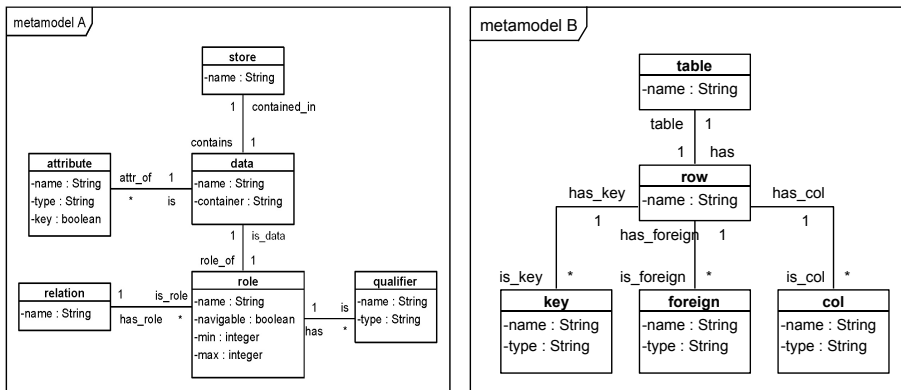 metamodel A
store
-name : String
1 contained_in
contains 1
attribute
-name : String
-type : String
-key : boolean
attr_of 1
* is
data
-name : String
-container : String
1 is_data
role_of 1
relation
-name : String
1 is_role
has_role *
role
-name : String
-navigable : boolean
-min : integer
-max : integer
1 is
has *
qualifier
-name : String
-type : String
metamodel B
table
-name : String
table 1
1 has
row
-name : String
has_key
1
has_foreign 1
has_col
1
is_key *
is_foreign *
is_col *
key
-name : String
-type : String
foreign
-name : String
-type : String
col
-name : String
-type : String